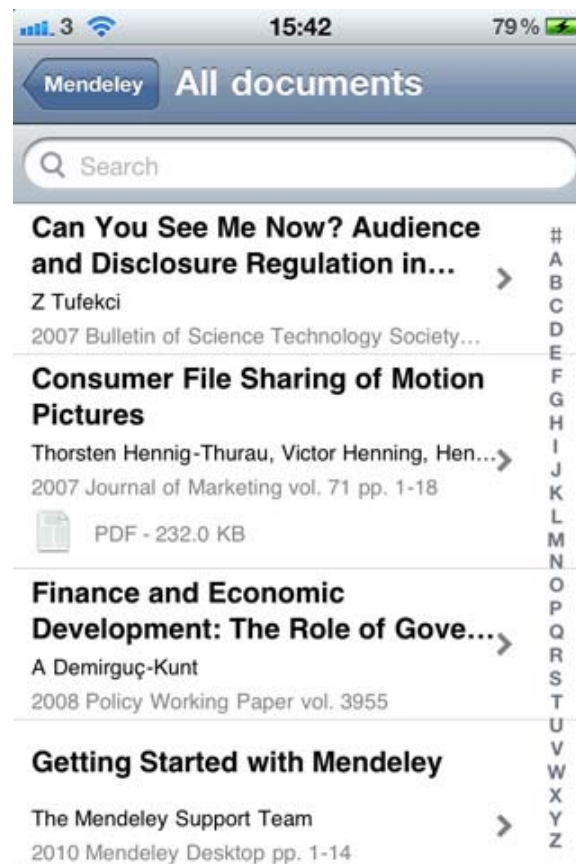 3 15:42 79%
Mendeley All documents
Search
Can You See Me Now? Audience
and Disclosure Regulation in...
Z Tufekci
2007 Bulletin of Science Technology Society...
Consumer File Sharing of Motion
Pictures
Thorsten Hennig-Thurau, Victor Henning, Hen...
2007 Journal of Marketing vol. 71 pp. 1-18
PDF - 232.0 KB
Finance and Economic
Development: The Role of Gove...
A Demirguç-Kunt
2008 Policy Working Paper vol. 3955
Getting Started with Mendeley
The Mendeley Support Team
2010 Mendeley Desktop pp. 1-14
#
A
B
C
D
E
F
G
H
I
J
K
L
M
N
O
P
Q
R
S
T
U
V
W
X
Y
Z